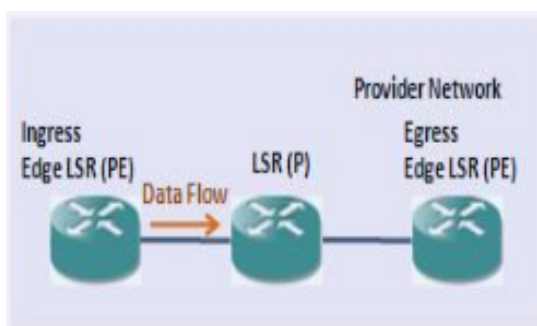 Provider Network
Ingress
Edge LSR (PE)
LSR (P)
Egress
Edge LSR (PE)
Data Flow